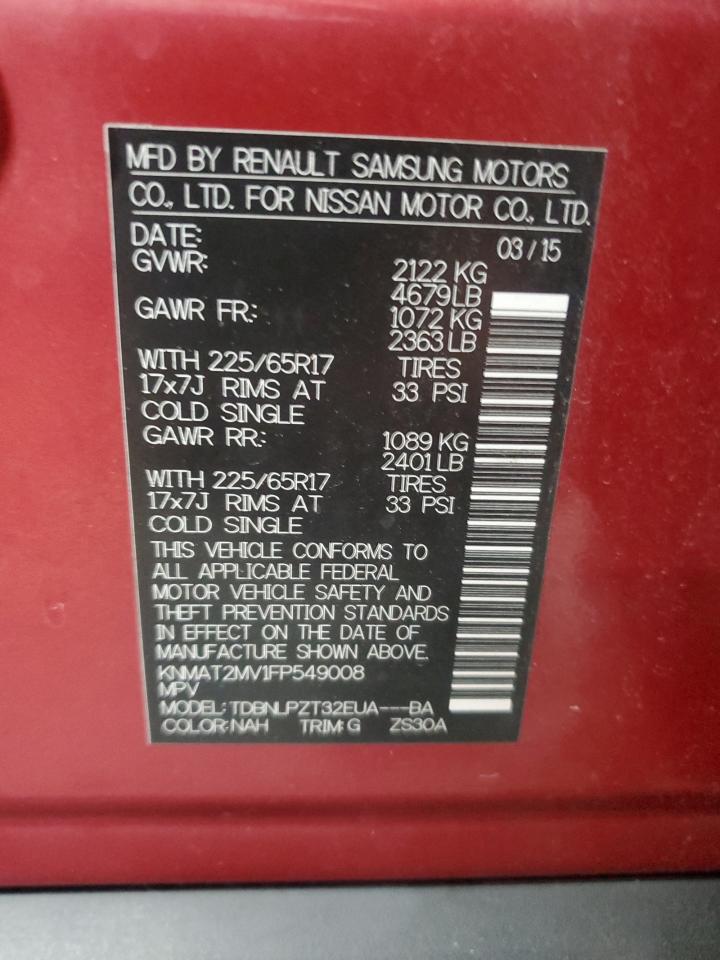 MFD BY RENAULT SAMSUNG MOTORS
CO., LTD. FOR NISSAN MOTOR CO., LTD.
DATE: 03/15
GVWR: 2122 KG
4679LB
GAWR FR.: 1072 KG
2363LB
WITH 225/65R17 TIRES
17x7J RIMS AT 33 PSI
COLD SINGLE
GAWR RR.: 1089 KG
2401LB
WITH 225/65R17 TIRES
17x7J RIMS AT 33 PSI
COLD SINGLE
THIS VEHICLE CONFORMS TO
ALL APPLICABLE FEDERAL
MOTOR VEHICLE SAFETY AND
THEFT PREVENTION STANDARDS
IN EFFECT ON THE DATE OF
MANUFACTURE SHOWN ABOVE.
KNMAT2MV1FP549008
MPV
MODEL:TDBNLPZT32EUA---BA
COLOR:NAH TRIM:G ZS30A